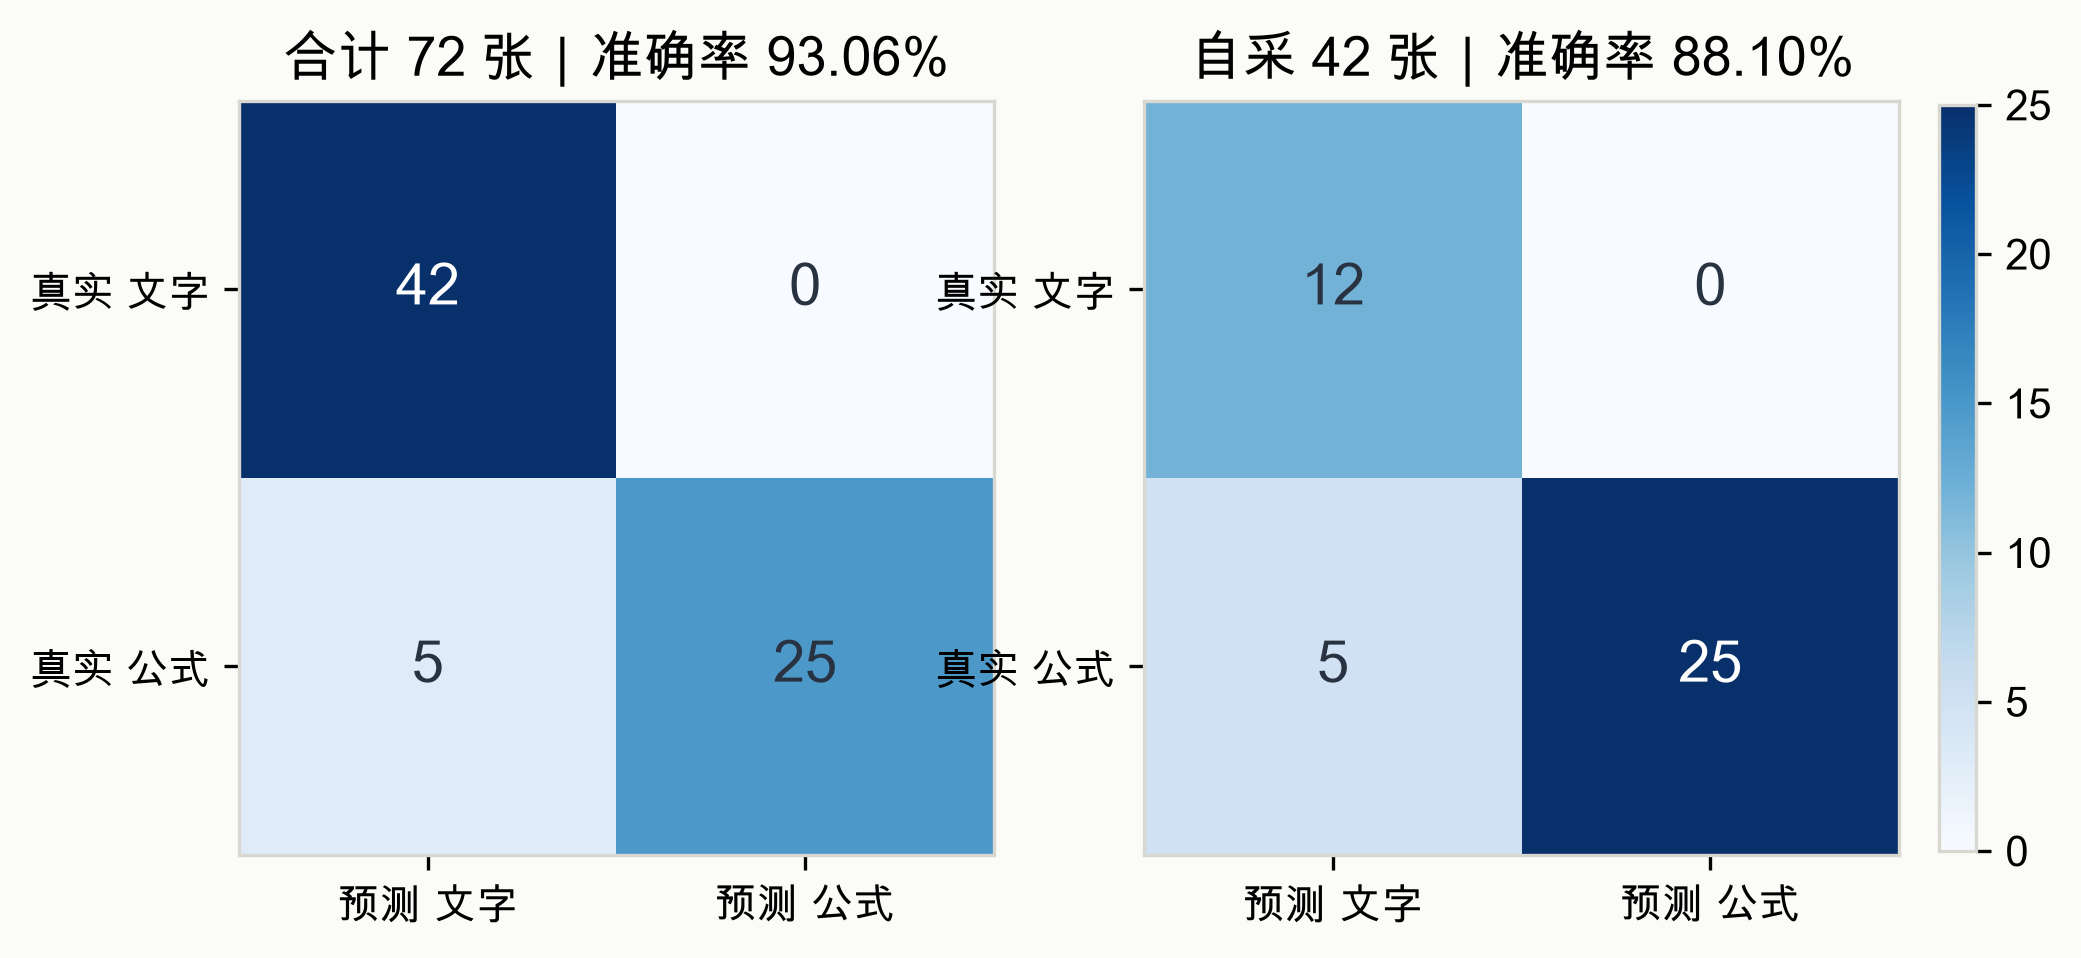 合计 72 张 | 准确率 93.06%
自采 42 张 | 准确率 88.10%
真实 文字
42
0
真实 公式
5
25
预测 文字
预测 公式
真实 文字
12
0
真实 公式
5
25
预测 文字
预测 公式
25
20
15
10
5
0